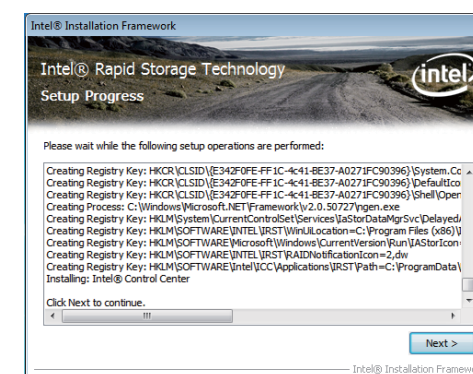 Intel® Installation Framework
Intel® Rapid Storage Technology
Setup Progress
intel
Please wait while the following setup operations are performed:
Creating Registry Key: HKCR\CLSID\{E342F0FE-FF1C-4c41-BE37-A0271FC90396}\System.Co
Creating Registry Key: HKCR\CLSID\{E342F0FE-FF1C-4c41-BE37-A0271FC90396}\DefaultIco
Creating Registry Key: HKCR\CLSID\{E342F0FE-FF1C-4c41-BE37-A0271FC90396}\Shell\Open
Creating Process: C:\Windows\Microsoft.NET\Framework\v2.0.50727\ngen.exe
Creating Registry Key: HKLM\System\CurrentControlSet\Services\IAStorDataMgrSvc\DelayedA
Creating Registry Key: HKLM\SOFTWARE\INTEL\IRST\WinUiLocation=C:\Program Files (x86)\I
Creating Registry Key: HKLM\SOFTWARE\Microsoft\Windows\CurrentVersion\Run\IAStorIcon=
Creating Registry Key: HKLM\SOFTWARE\INTEL\IRST\RAIDNotificationIcon=2,dw
Creating Registry Key: HKLM\SOFTWARE\Intel\ICC\Applications\IRST\Path=C:\ProgramData\
Installing: Intel® Control Center
Click Next to continue.
Next >
Intel® Installation Framew